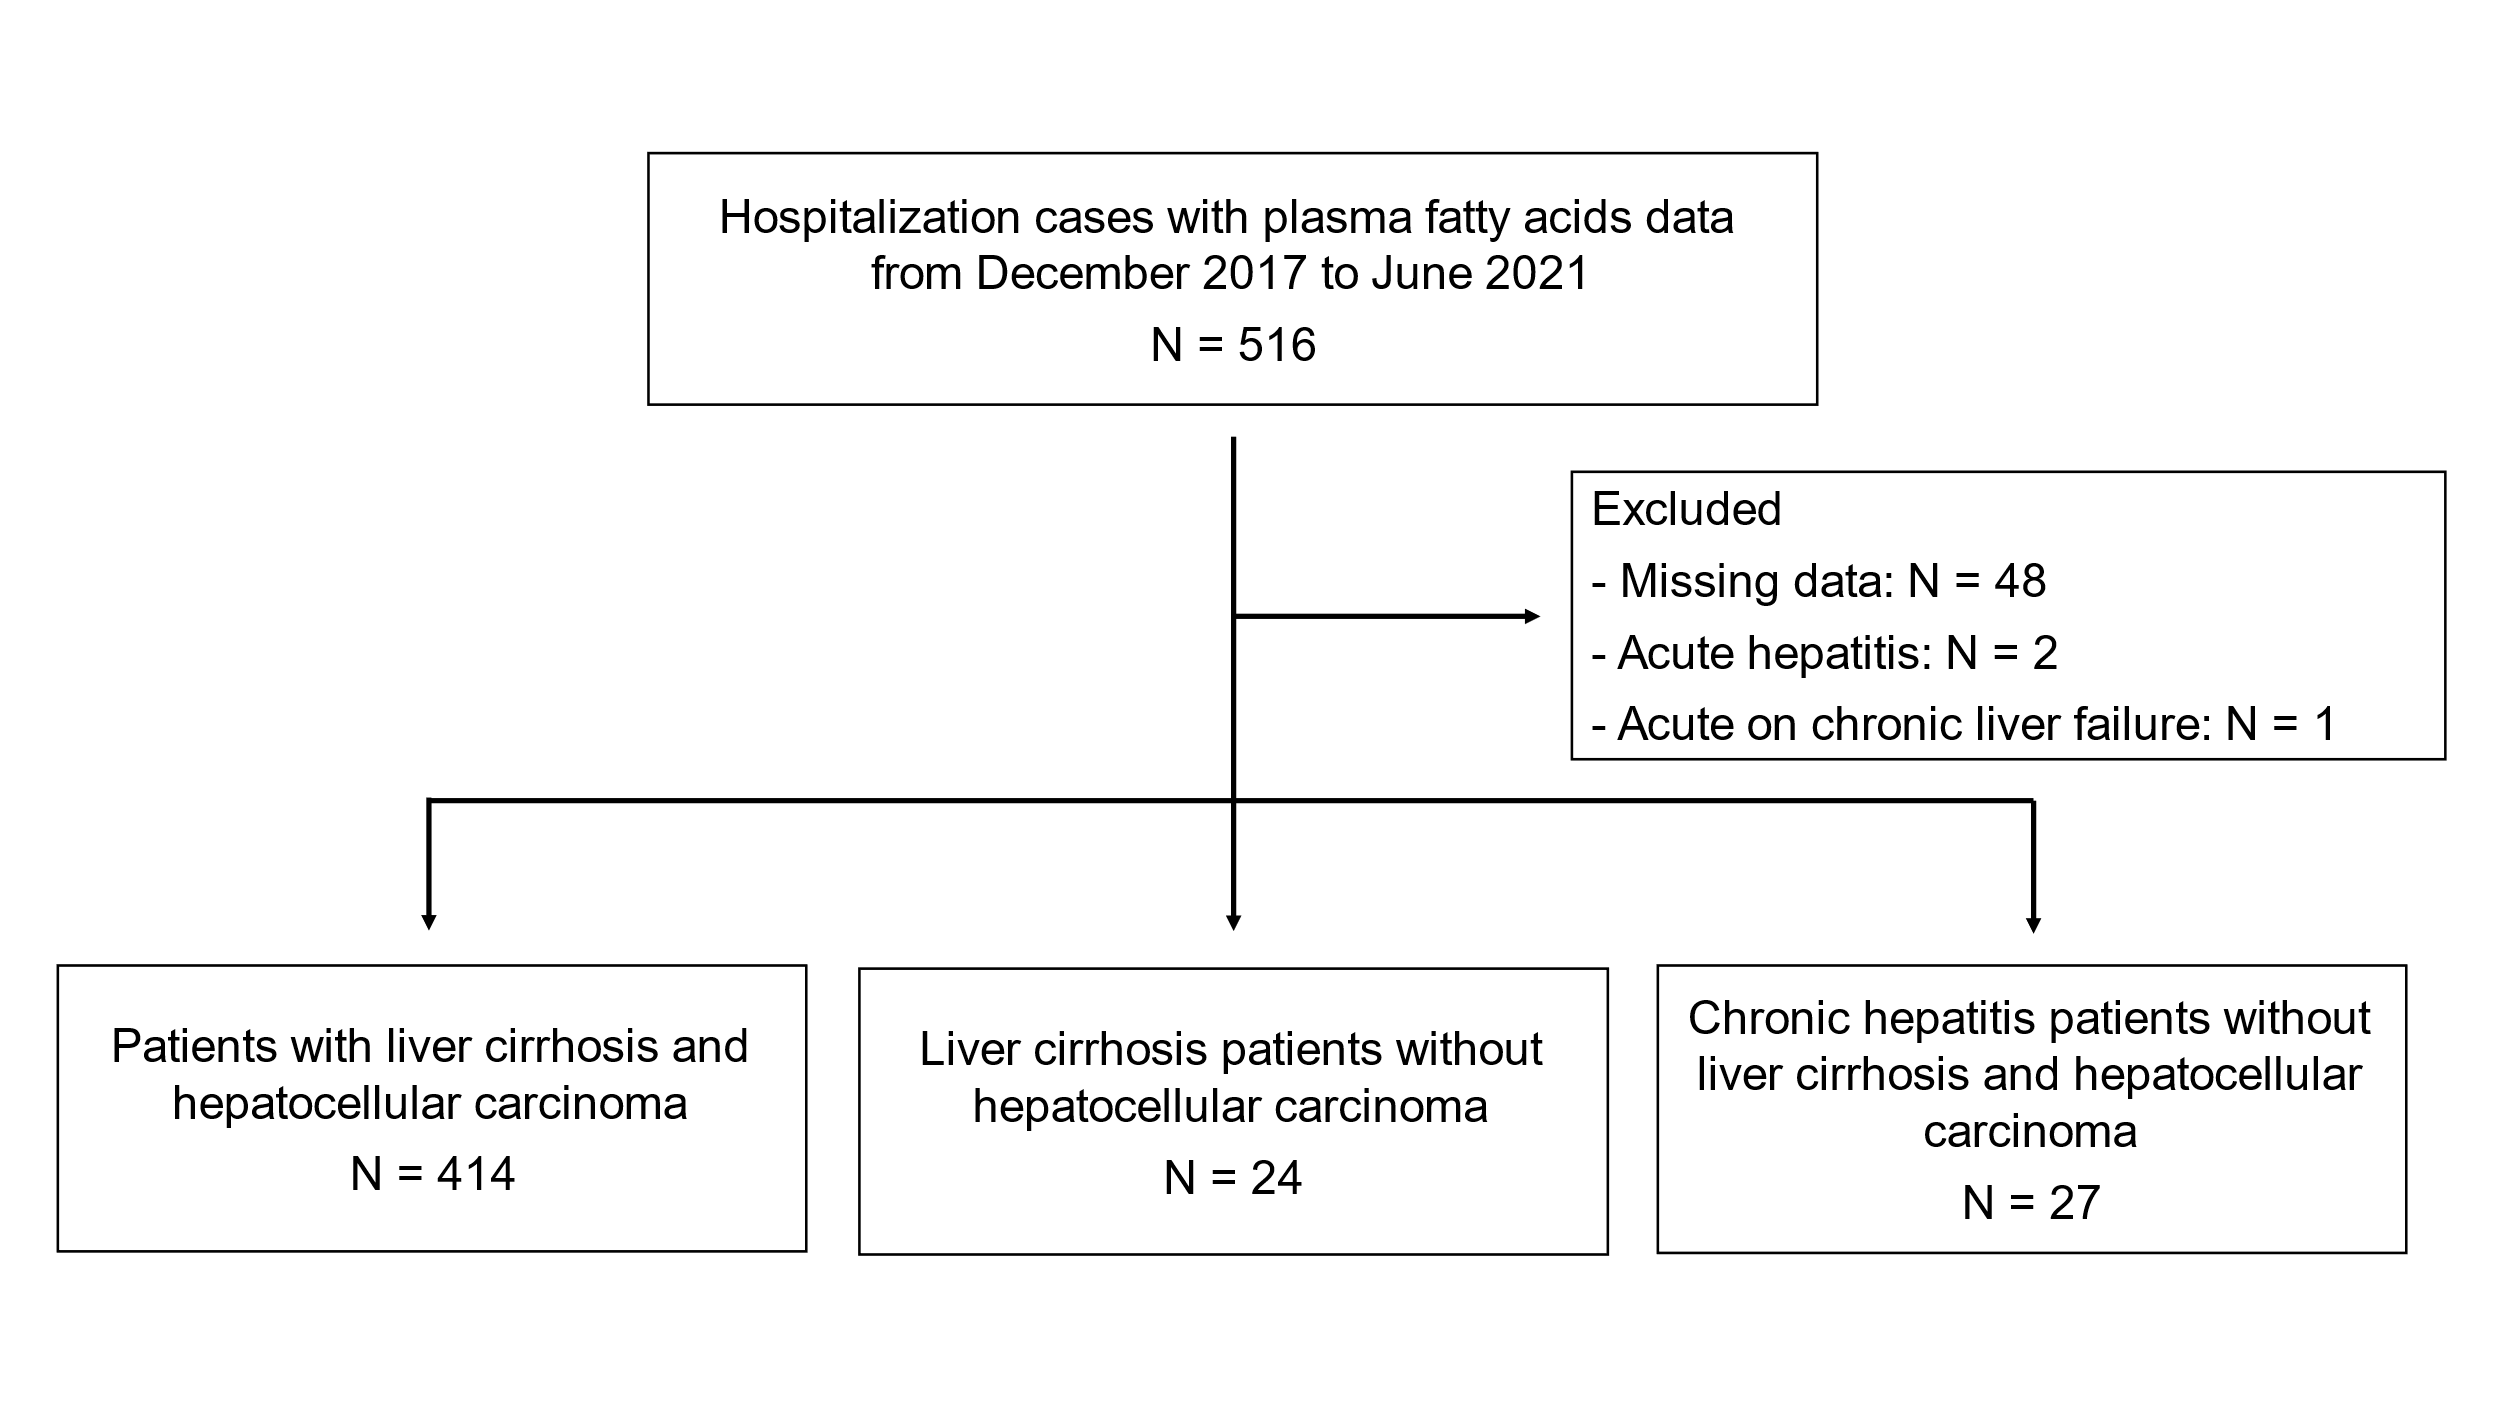 Hospitalization cases with plasma fatty acids data
from December 2017 to June 2021
N = 516
Excluded
- Missing data: N = 48
- Acute hepatitis: N = 2
- Acute on chronic liver failure: N = 1
Patients with liver cirrhosis and
hepatocellular carcinoma
N = 414
Liver cirrhosis patients without
hepatocellular carcinoma
N = 24
Chronic hepatitis patients without
liver cirrhosis and hepatocellular
carcinoma
N = 27